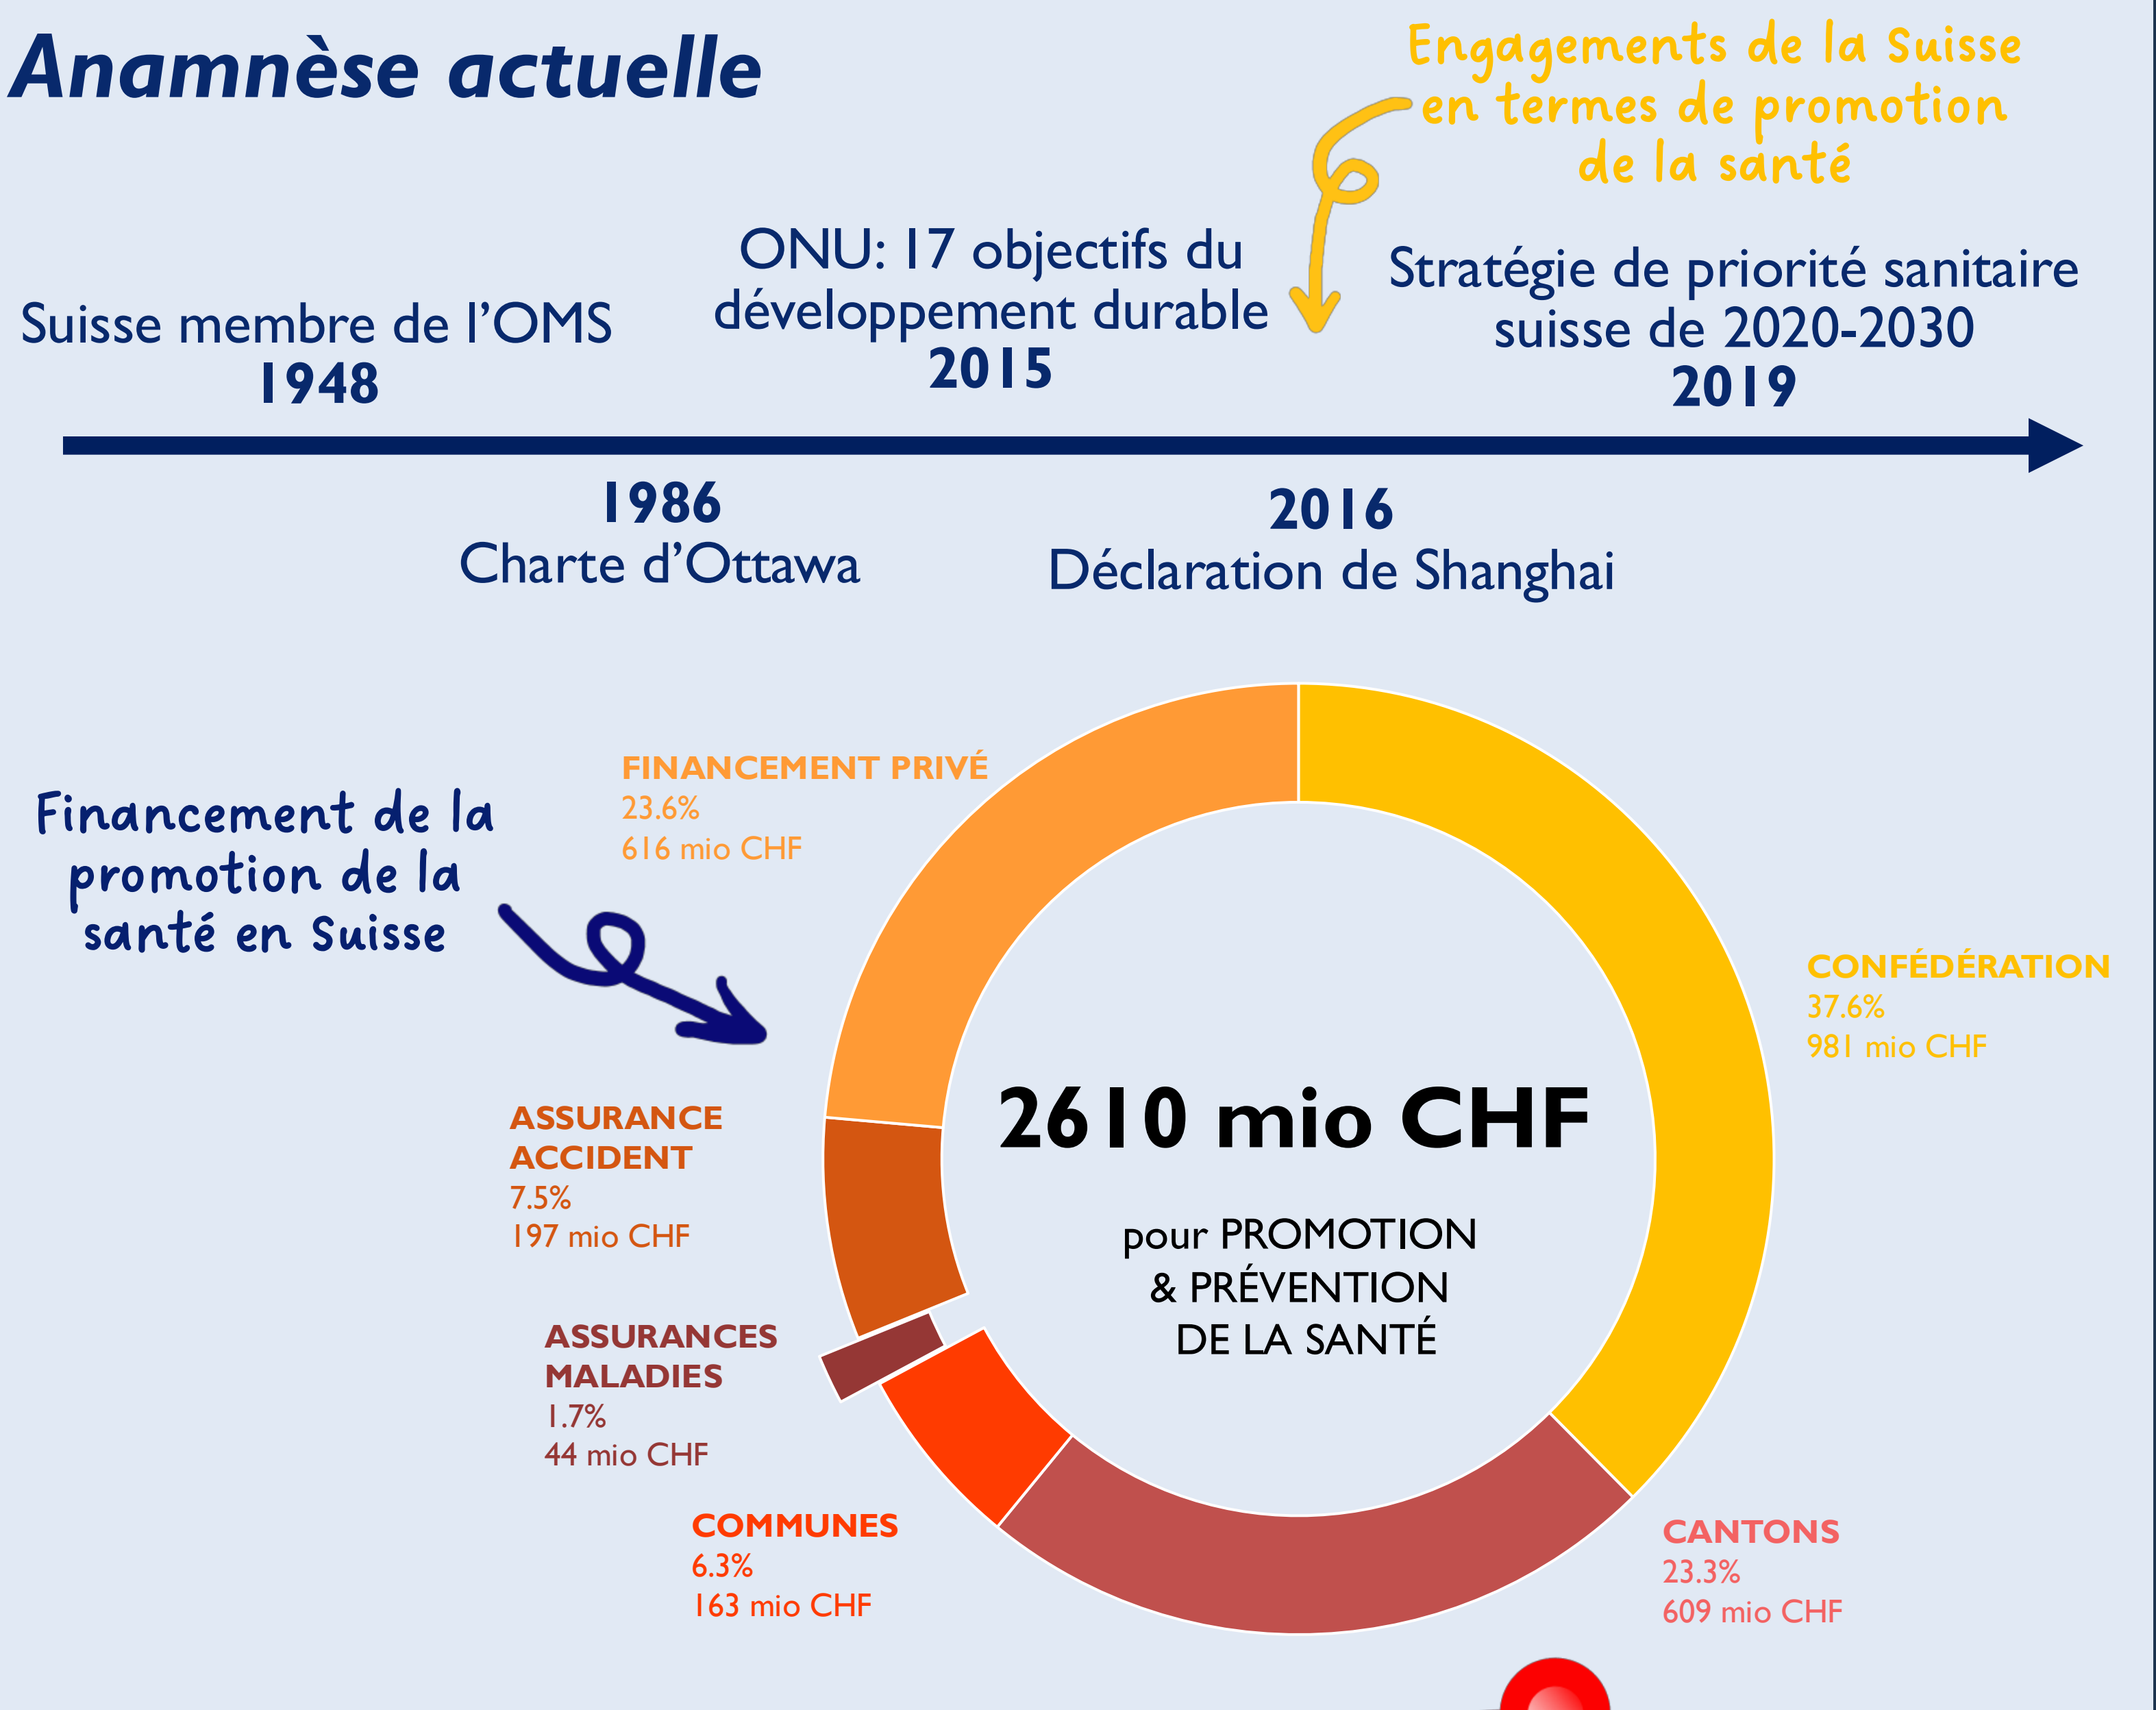 Anamnèse actuelle
Engagements de la Suisse
en termes de promotion
de la santé
Suisse membre de l'OMS
1948
ONU: 17 objectifs du
développement durable
2015
Stratégie de priorité sanitaire
suisse de 2020-2030
2019
1986
Charte d'Ottawa
2016
Déclaration de Shanghai
Financement de la
promotion de la
santé en Suisse
FINANCEMENT PRIVÉ
23.6%
616 mio CHF
CONFÉDÉRATION
37.6%
981 mio CHF
ASSURANCE
ACCIDENT
7.5%
197 mio CHF
2610 mio CHF
pour PROMOTION
& PRÉVENTION
DE LA SANTÉ
ASSURANCES
MALADIES
1.7%
44 mio CHF
COMMUNES
6.3%
163 mio CHF
CANTONS
23.3%
609 mio CHF